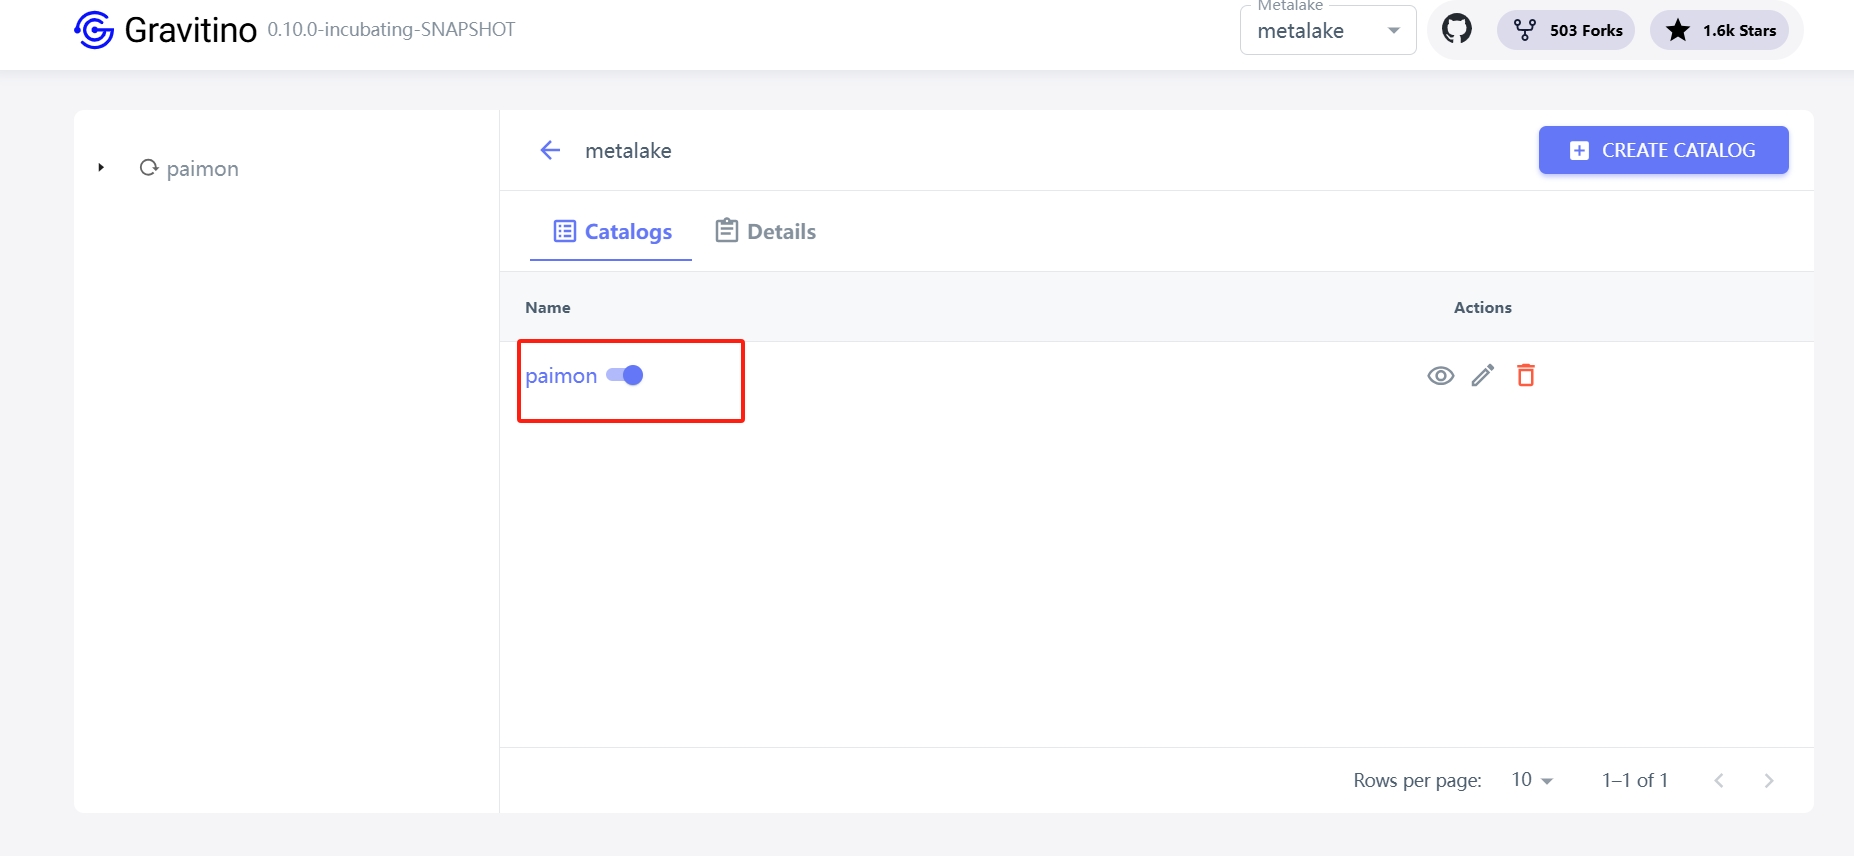 Gravitino 0.10.0-incubating-SNAPSHOT
Metalake
metalake
503 Forks
1.6k Stars
paimon
metalake
CREATE CATALOG
Catalogs
Details
Name
Actions
paimon
Rows per page: 10 1–1 of 1